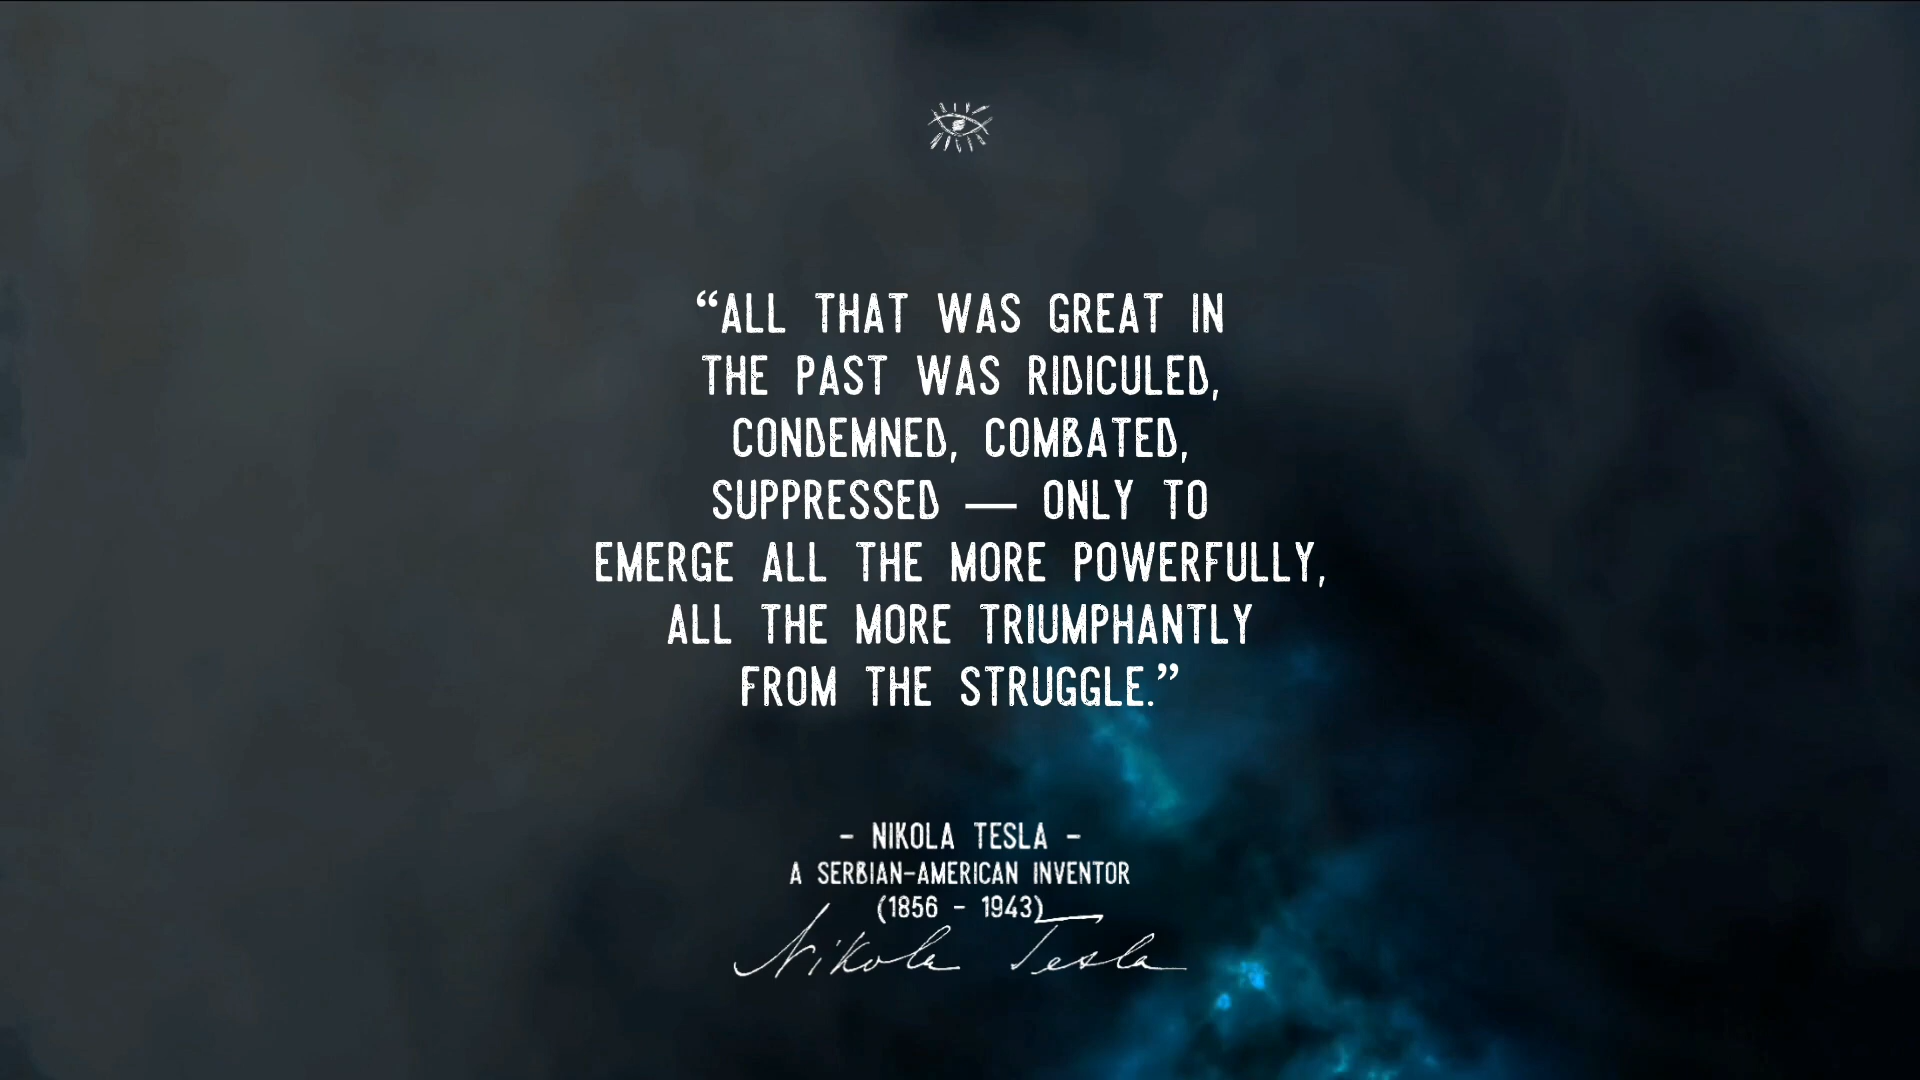 “ALL THAT WAS GREAT IN
THE PAST WAS RIDICULED,
CONDEMNED, COMBATED,
SUPPRESSED — ONLY TO
EMERGE ALL THE MORE POWERFULLY,
ALL THE MORE TRIUMPHANTLY
FROM THE STRUGGLE.”
- NIKOLA TESLA -
A SERBIAN-AMERICAN INVENTOR
(1856 - 1943)
Nikola Tesla